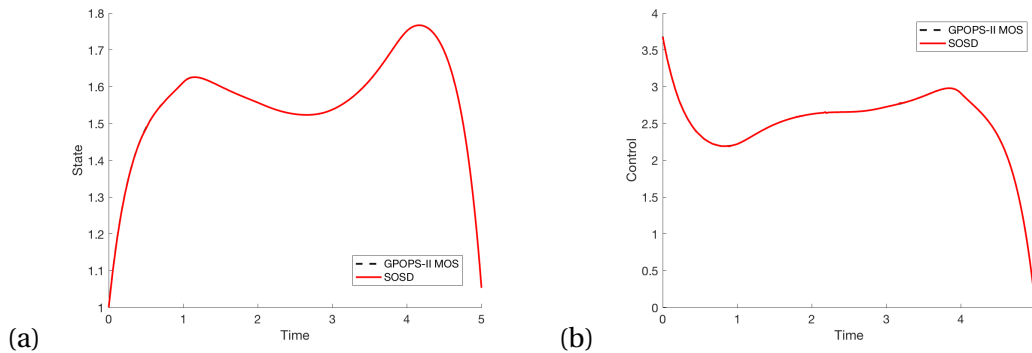 1.8
1.7
1.6
1.5
1.4
1.3
1.2
1.1
1
State
0 1 2 3 4 5
Time
GPOPS-II MOS
SOSD
(a)
4
3.5
3
2.5
2
1.5
1
0.5
0
Control
0 1 2 3 4
Time
GPOPS-II MOS
SOSD
(b)